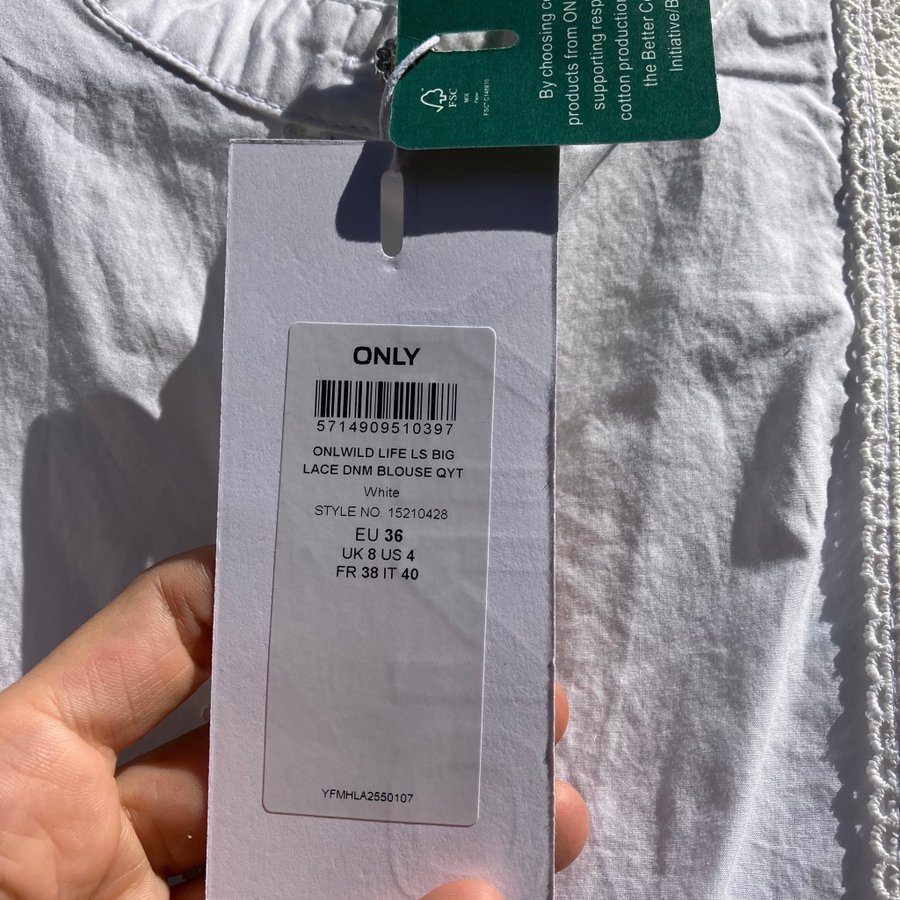 By choosing
products from ON
supporting resp
cotton production
the Better
Initiative/B
FSC
MIX
Paper
ONLY
5714909510397
ONLWILD LIFE LS BIG
LACE DNM BLOUSE QYT
White
STYLE NO. 15210428
EU 36
UK 8 US 4
FR 38 IT 40
YFMHLA2550107